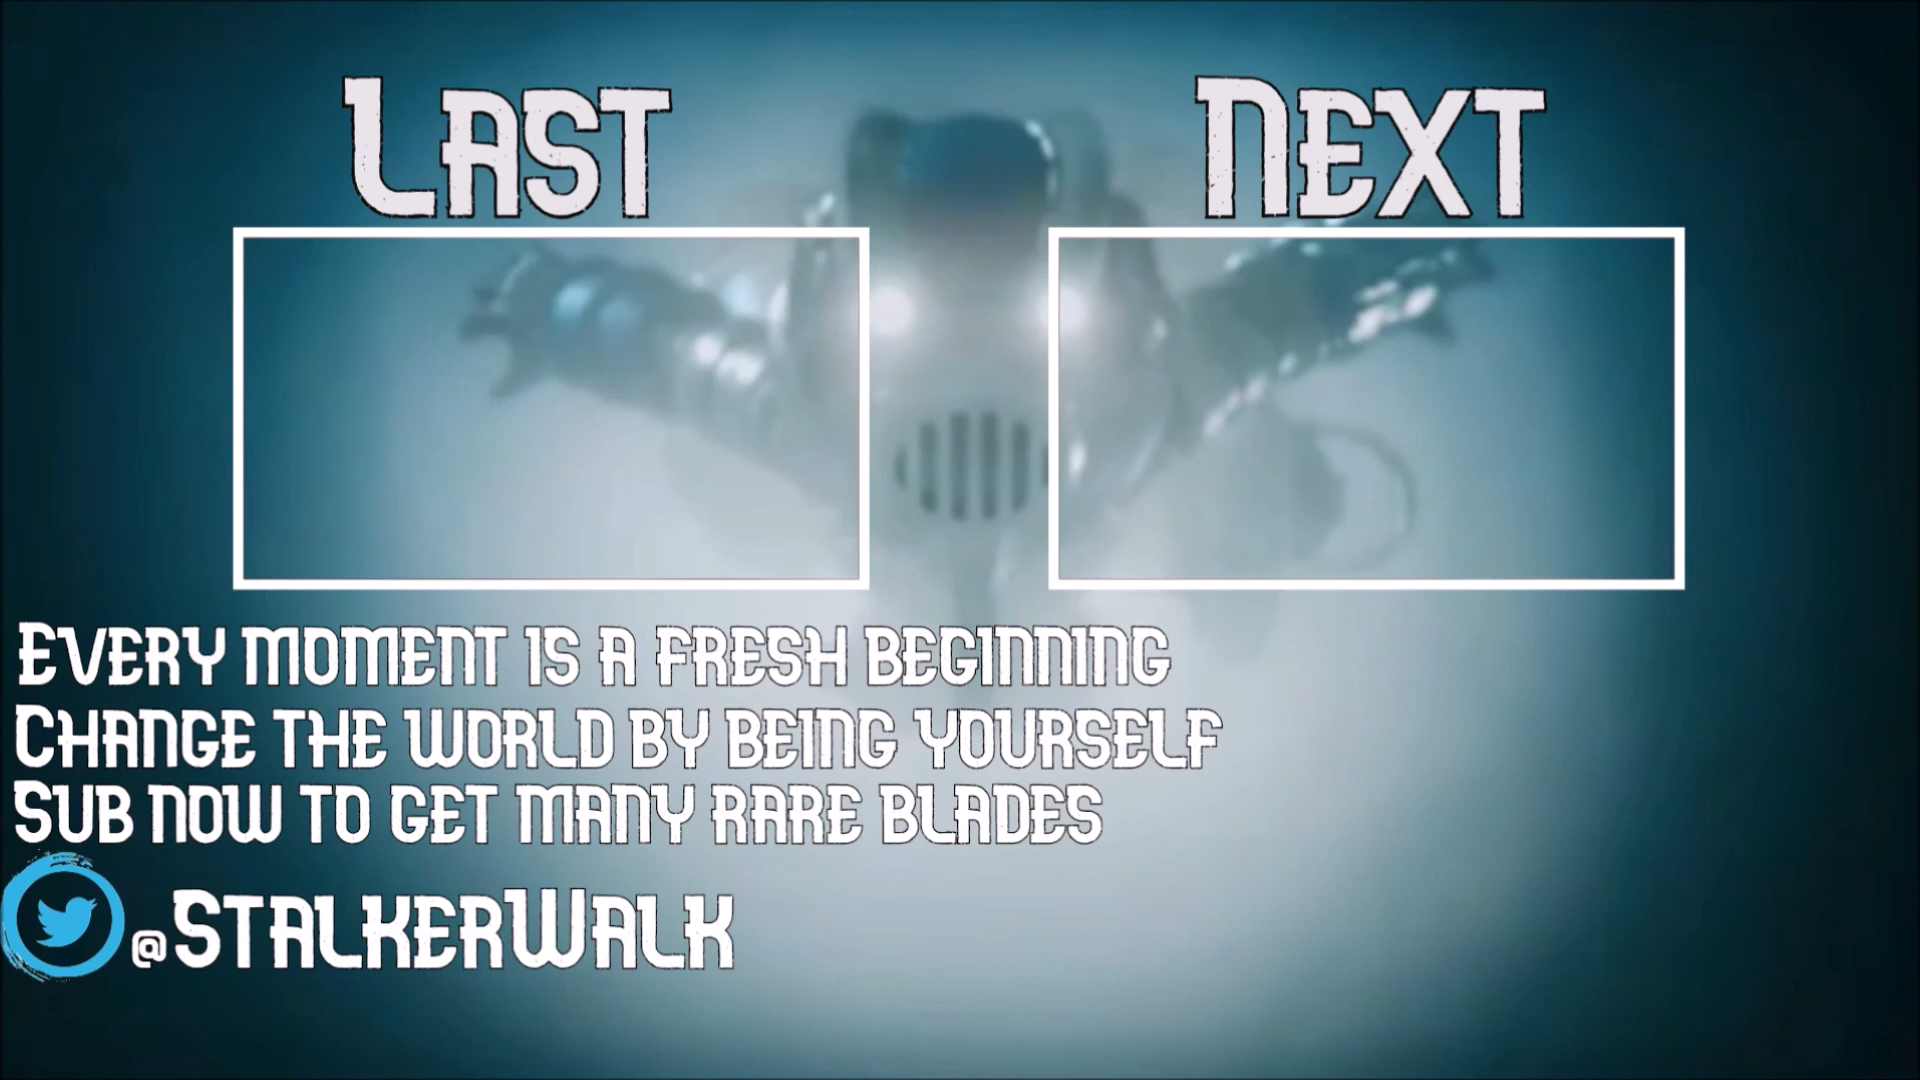 Last
Next
Every moment is a fresh beginning
Change the world by being yourself
Sub now to get many rare blades
@StalkerWalk